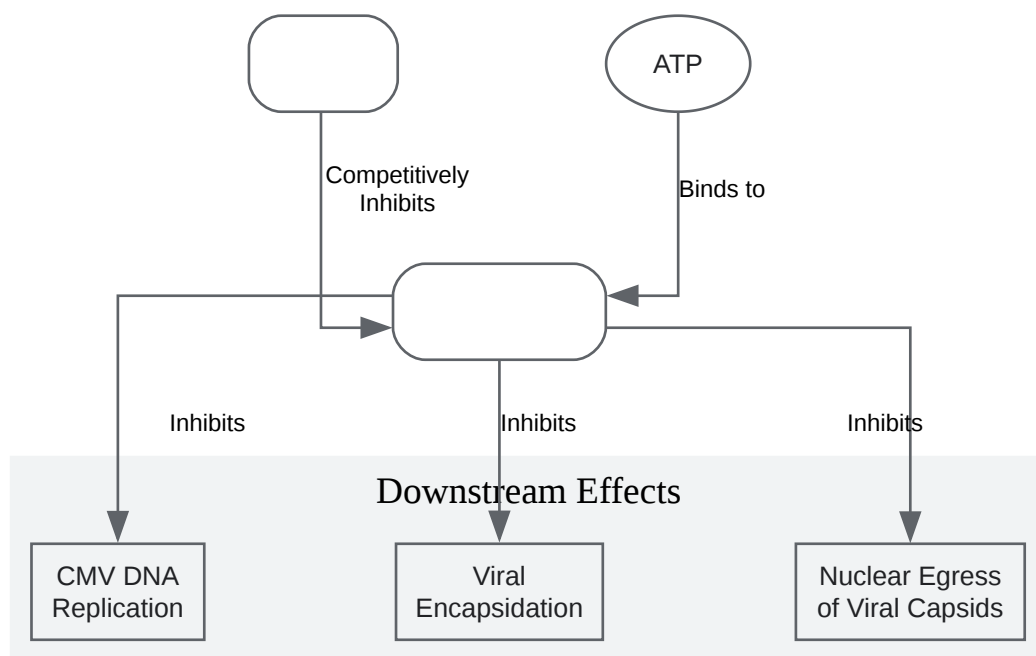 ATP
Competitively
Inhibits
Binds to
Inhibits
Inhibits
Inhibits
Downstream Effects
CMV DNA
Replication
Viral
Encapsidation
Nuclear Egress
of Viral Capsids